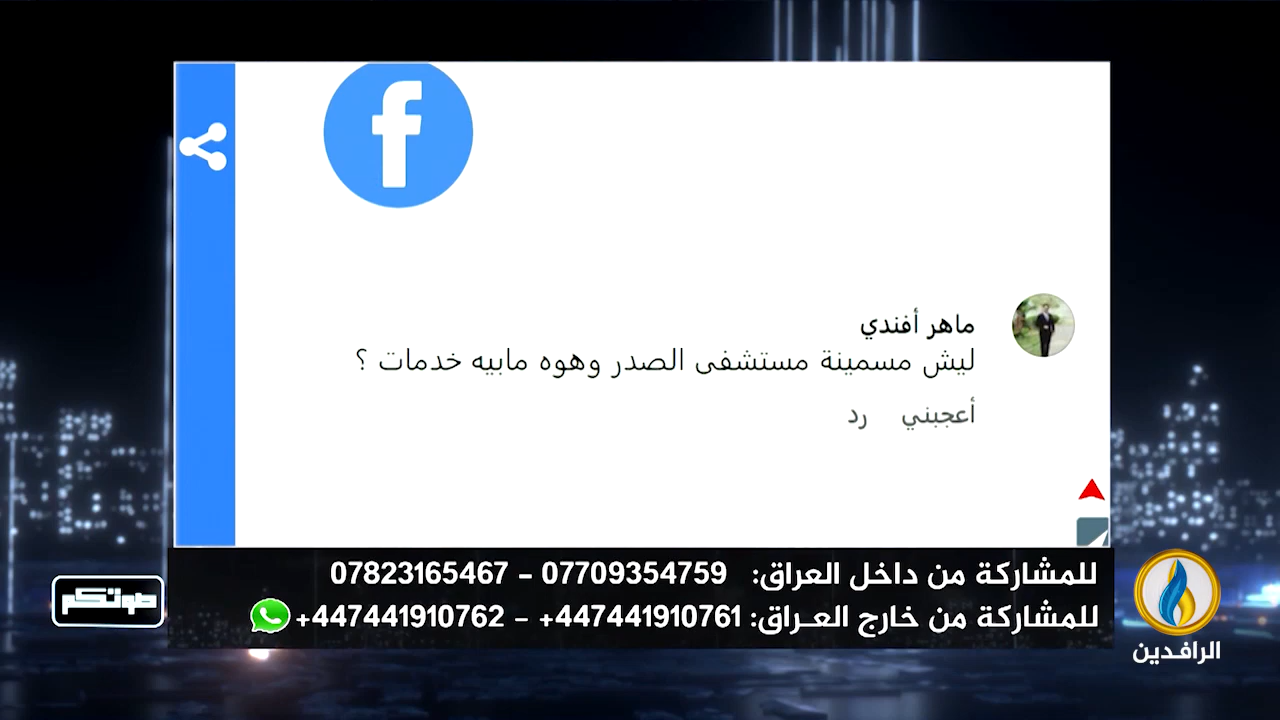 f
ماهر أفندي
ليش مسمينة مستشفى الصدر وهوه مابيه خدمات ؟
أعجبني رد
للمشاركة من داخل العراق: 07709354759 - 07823165467
للمشاركة من خارج العـراق: 447441910761+ - 447441910762+
صوتكم
الرافـدين